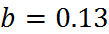 b = 0.13